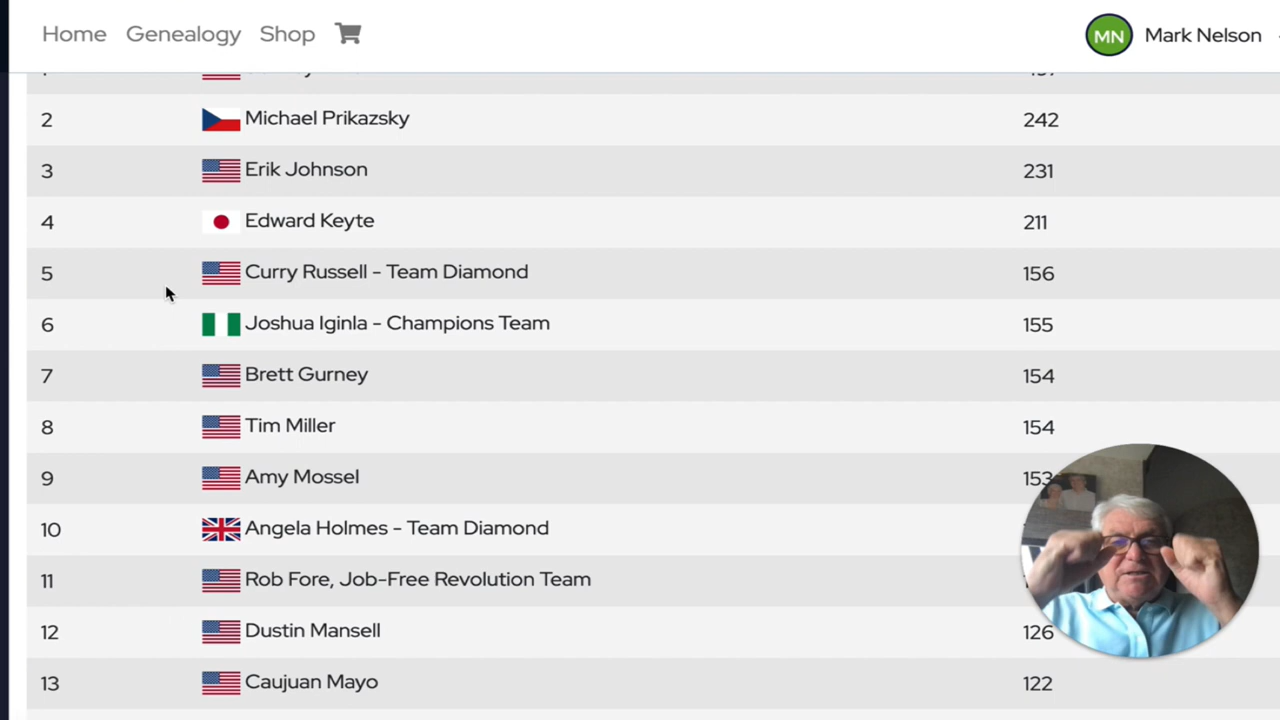 Home Genealogy Shop MN Mark Nelson
2 Michael Prikazsky 242
3 Erik Johnson 231
4 Edward Keyte 211
5 Curry Russell - Team Diamond 156
6 Joshua Iginla - Champions Team 155
7 Brett Gurney 154
8 Tim Miller 154
9 Amy Mossel 153
10 Angela Holmes - Team Diamond
11 Rob Fore, Job-Free Revolution Team
12 Dustin Mansell 126
13 Caujuan Mayo 122